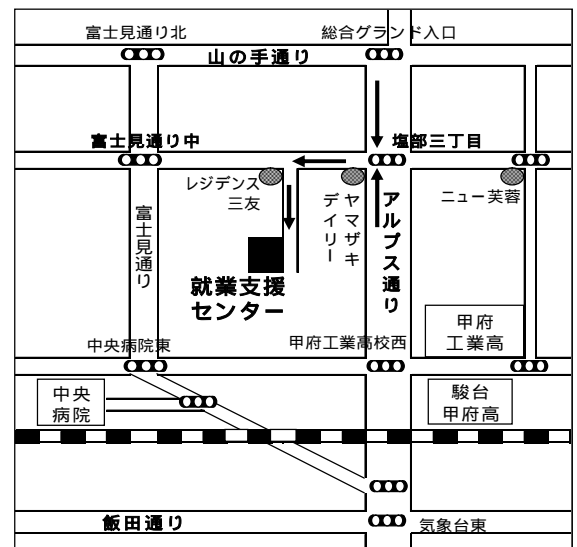 富士見通り北
総合グランド入口
山の手通り
富士見通り中
塩部三丁目
レジデンス
三友
ヤマザキ
デイリー
アルプス通り
ニュー芙蓉
富士見通り
就業支援
センター
甲府
工業高
中央病院東
甲府工業高校西
中央
病院
駿台
甲府高
飯田通り
気象台東